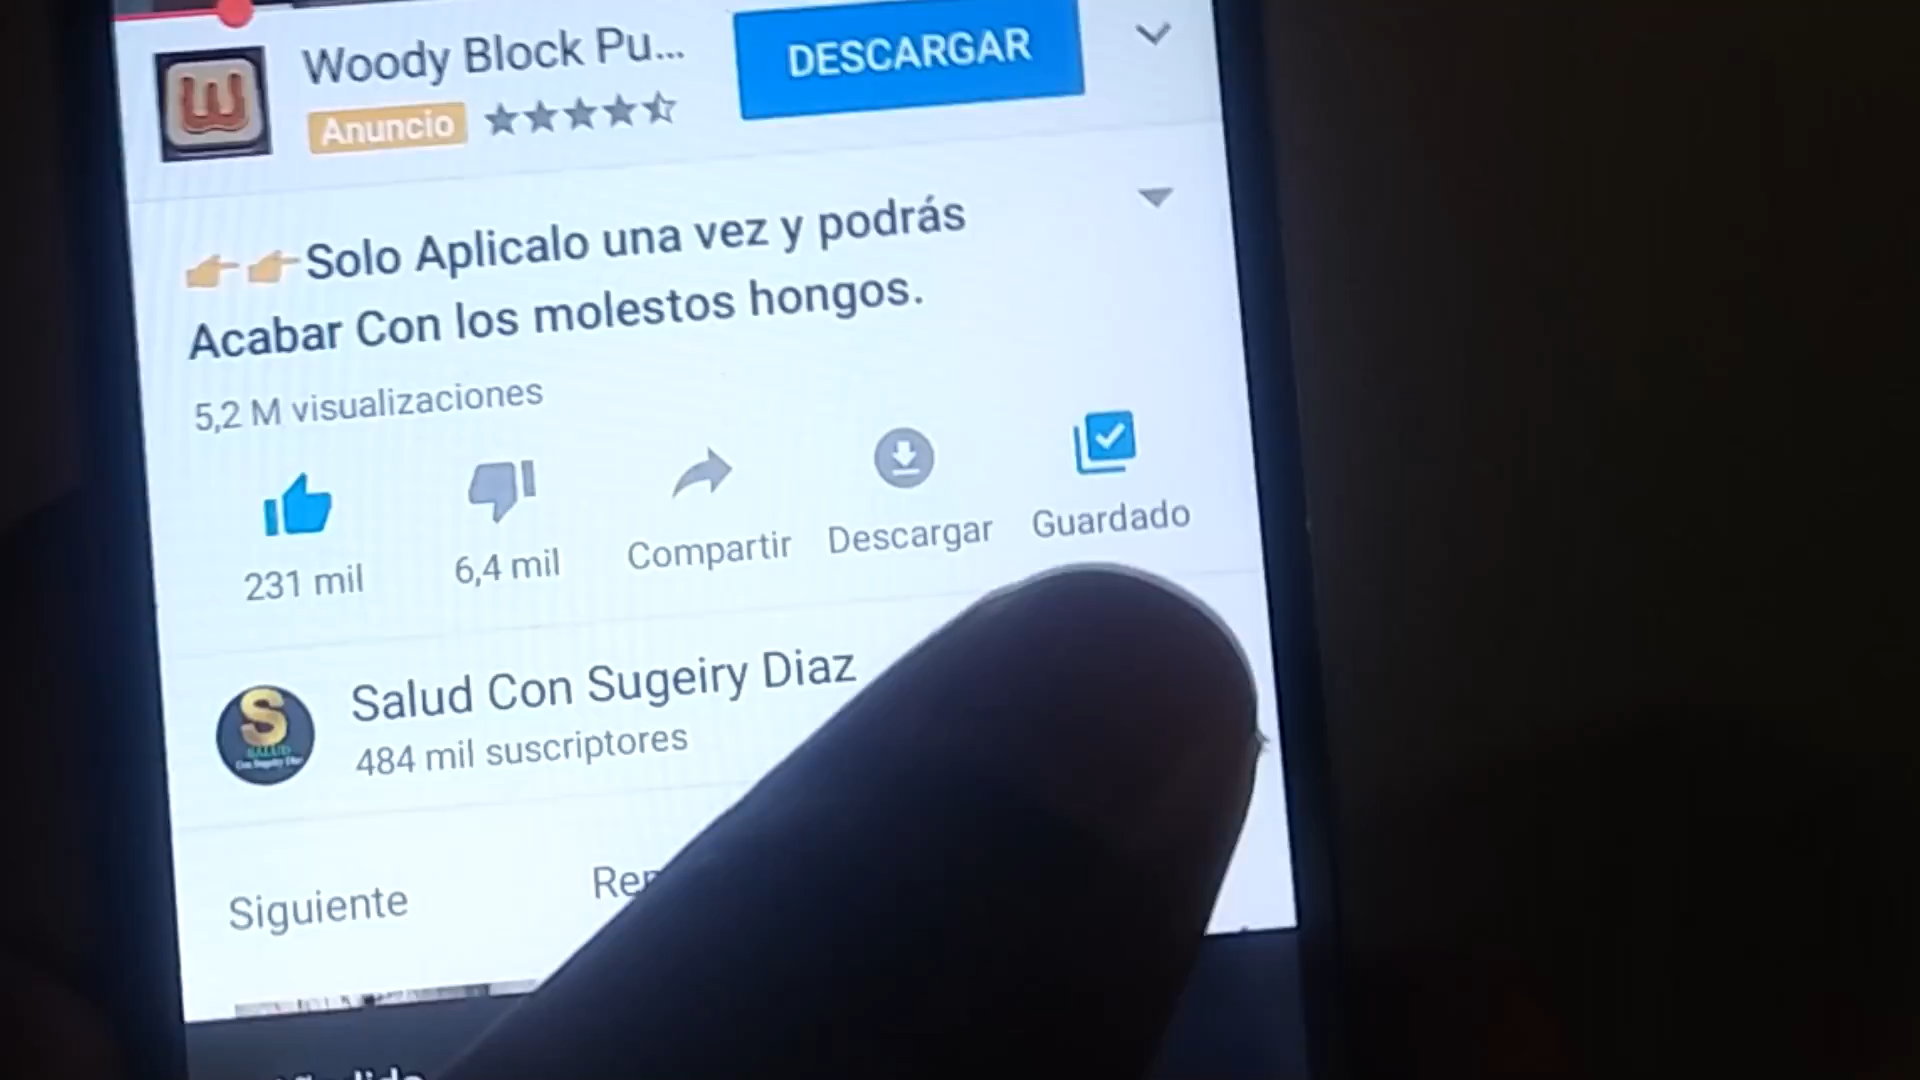 Woody Block Pu...
DESCARGAR
Anuncio
👉👉Solo Aplicalo una vez y podrás
Acabar Con los molestos hongos.
5,2 M visualizaciones
231 mil
6,4 mil
Compartir
Descargar
Guardado
Salud Con Sugeiry Diaz
484 mil suscriptores
Siguiente